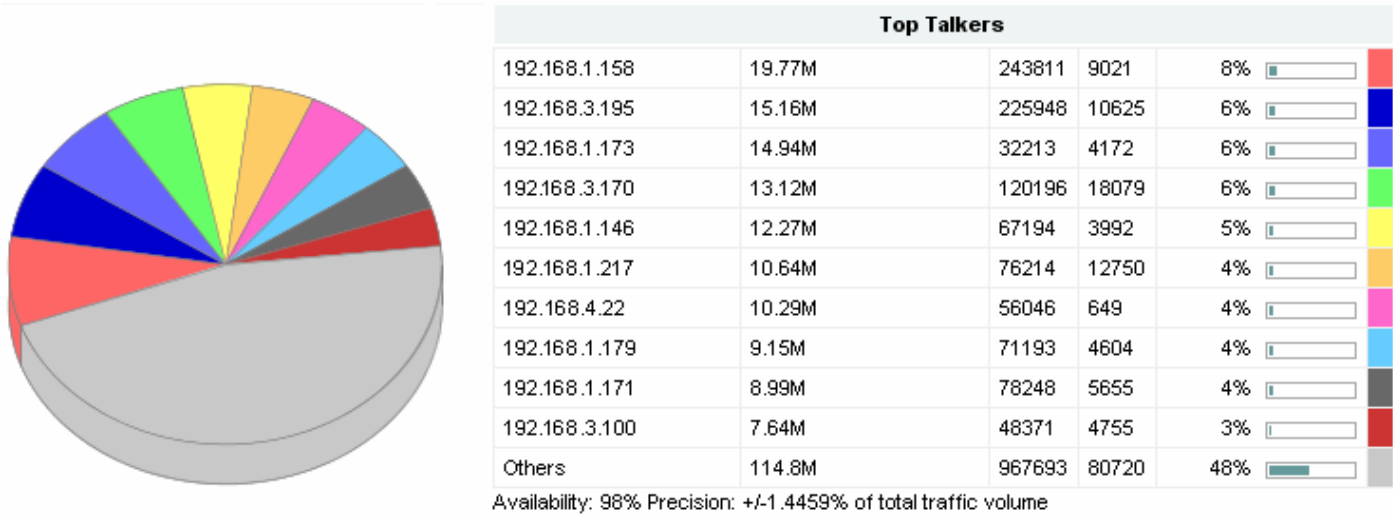 Top Talkers
192.168.1.158 19.77M 243811 9021 8%
192.168.3.195 15.16M 225948 10625 6%
192.168.1.173 14.94M 32213 4172 6%
192.168.3.170 13.12M 120196 18079 6%
192.168.1.146 12.27M 67194 3992 5%
192.168.1.217 10.64M 76214 12750 4%
192.168.4.22 10.29M 56046 649 4%
192.168.1.179 9.15M 71193 4604 4%
192.168.1.171 8.99M 78248 5655 4%
192.168.3.100 7.64M 48371 4755 3%
Others 114.8M 967693 80720 48%
Availability: 98% Precision: +/-1.4459% of total traffic volume